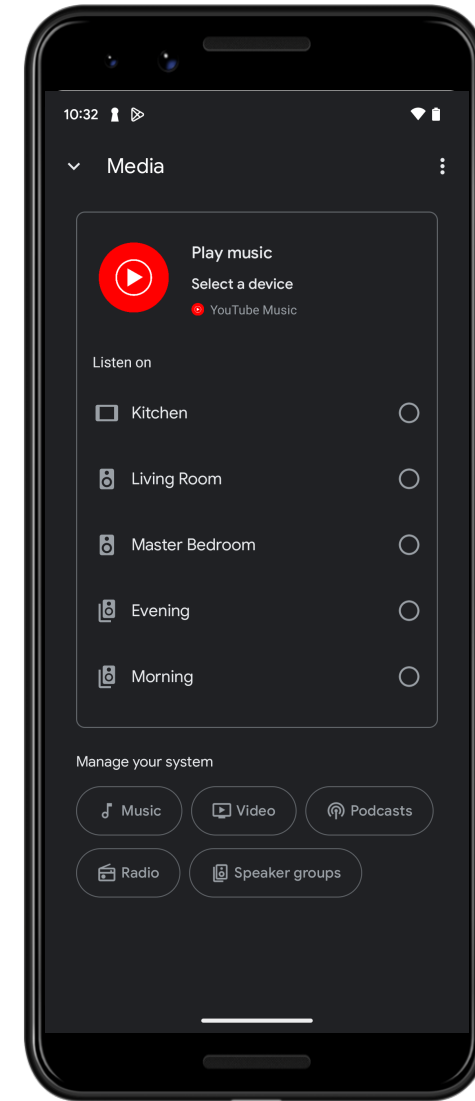 10:32
Media
Play music
Select a device
YouTube Music
Listen on
Kitchen
Living Room
Master Bedroom
Evening
Morning
Manage your system
Music
Video
Podcasts
Radio
Speaker groups